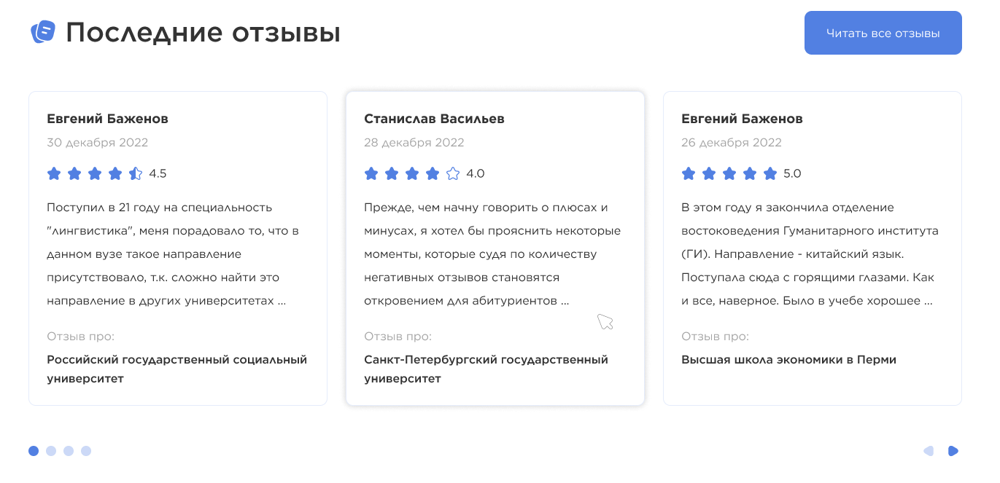 Последние отзывы
Читать все отзывы
Евгений Баженов
30 декабря 2022
4.5
Поступил в 21 году на специальность
"лингвистика", меня порадовало то, что в
данном вузе такое направление
присутствовало, т.к. сложно найти это
направление в других университетах ...
Отзыв про:
Российский государственный социальный
университет
Станислав Васильев
28 декабря 2022
4.0
Прежде, чем начну говорить о плюсах и
минусах, я хотел бы прояснить некоторые
моменты, которые судя по количеству
негативных отзывов становятся
откровением для абитуриентов ...
Отзыв про:
Санкт-Петербургский государственный
университет
Евгений Баженов
26 декабря 2022
5.0
В этом году я закончила отделение
востоковедения Гуманитарного института
(ГИ). Направление - китайский язык.
Поступала сюда с горящими глазами. Как
и все, наверное. Было в учебе хорошее ...
Отзыв про:
Высшая школа экономики в Перми